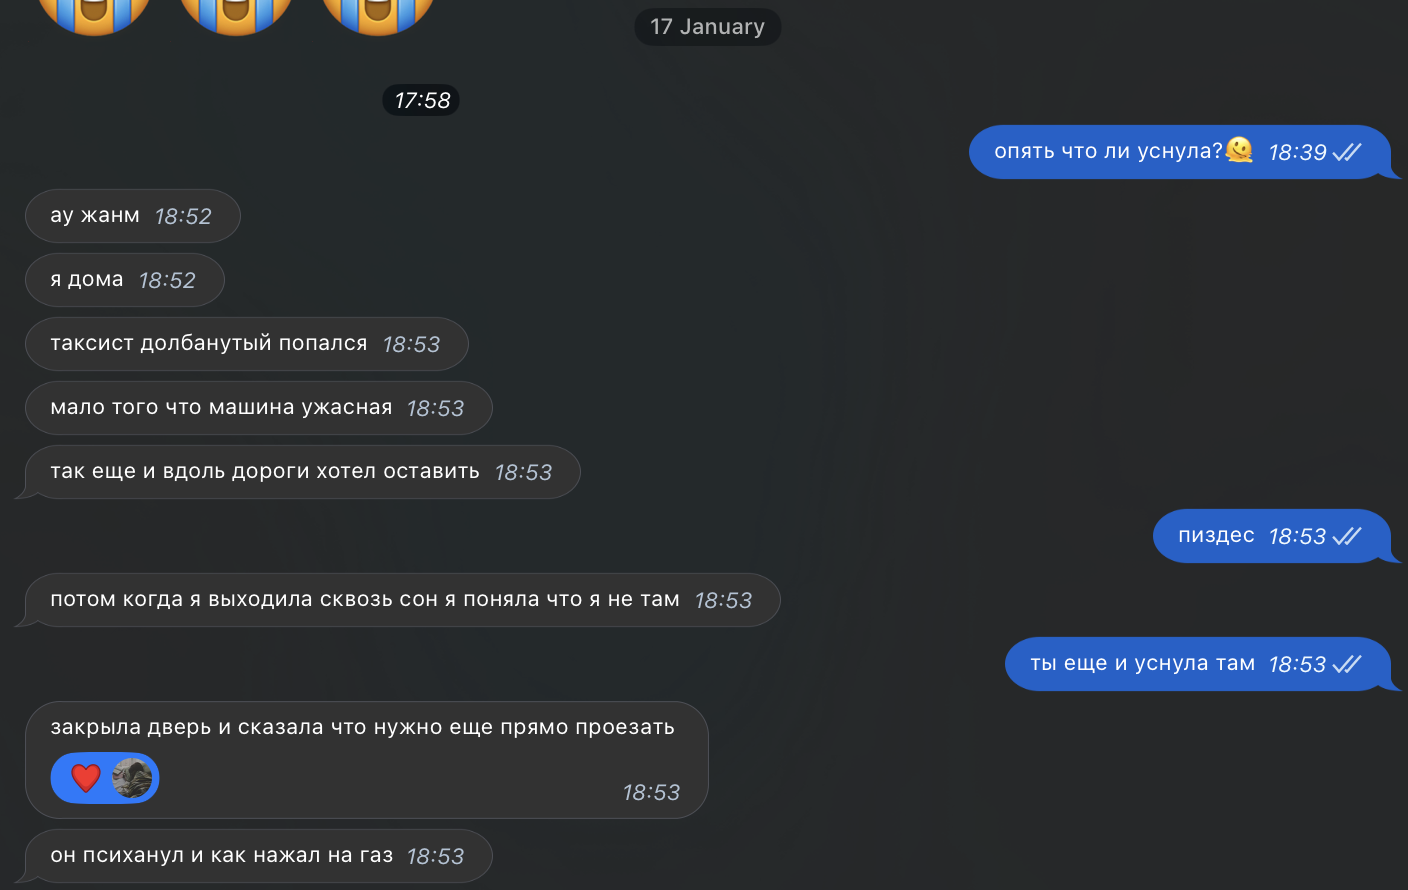 17 January
17:58
опять что ли уснула?🫠 18:39
ау жанм 18:52
я дома 18:52
таксист долбанутый попался 18:53
мало того что машина ужасная 18:53
так еще и вдоль дороги хотел оставить 18:53
пиздес 18:53
потом когда я выходила сквозь сон я поняла что я не там 18:53
ты еще и уснула там 18:53
закрыла дверь и сказала что нужно еще прямо проезать
18:53
он психанул и как нажал на газ 18:53